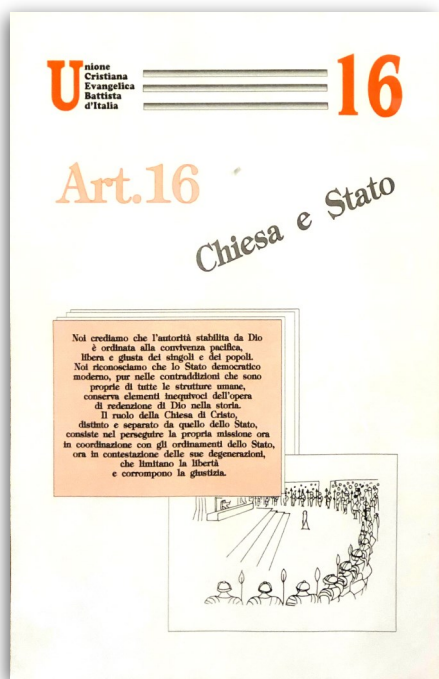 Unione
Cristiana
Evangelica
Battista
d'Italia
16
Art.16
Chiesa e Stato
Noi crediamo che l'autorità stabilita da Dio
è ordinata alla convivenza pacifica,
libera e giusta dei singoli e dei popoli.
Noi riconosciamo che lo Stato democratico
moderno, pur nelle contraddizioni che sono
proprie di tutte le strutture umane,
conserva elementi inequivoci dell'opera
di redenzione di Dio nella storia.
Il ruolo della Chiesa di Cristo,
distinto e separato da quello dello Stato,
consiste nel perseguire la propria missione ora
in coordinazione con gli ordinamenti dello Stato,
ora in contestazione delle sue degenerazioni,
che limitano la libertà
e corrompono la giustizia.